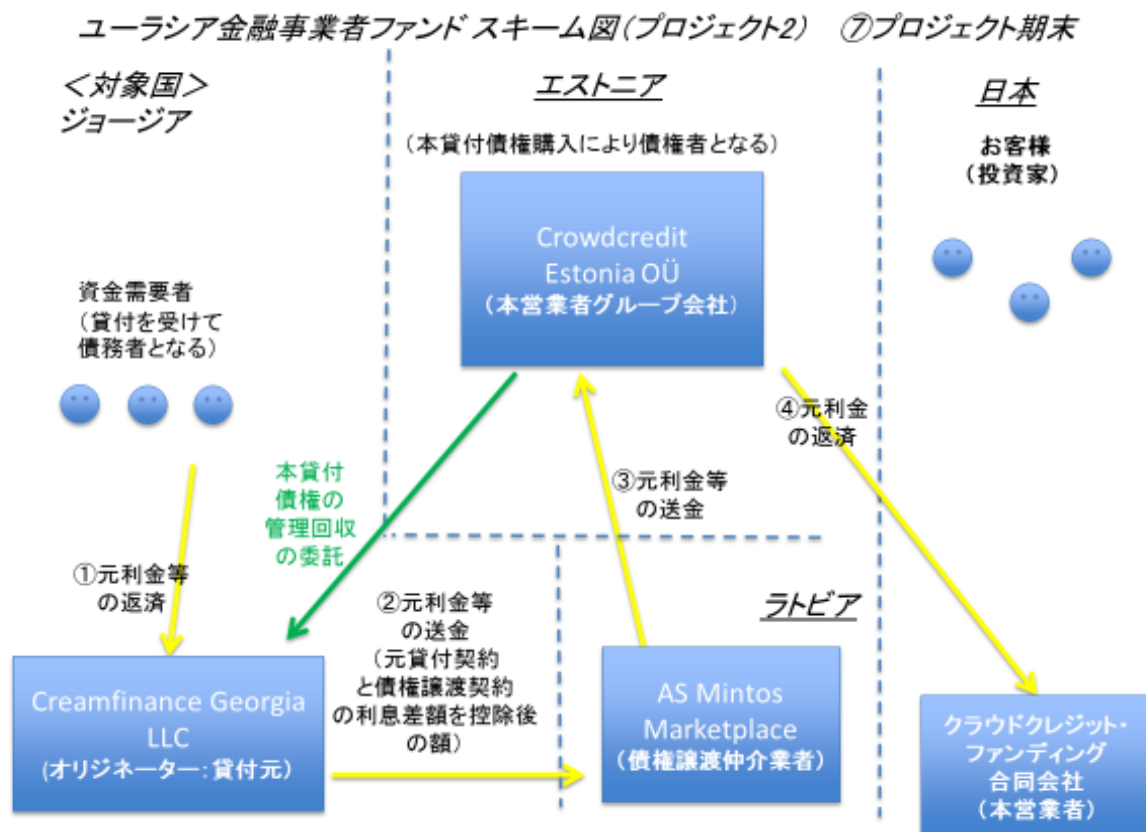 ユーラシア金融事業者ファンド スキーム図(プロジェクト2)　⑦プロジェクト期末
＜対象国＞
ジョージア
エストニア
日本
(本貸付債権購入により債権者となる)
お客様
(投資家)
Crowdcredit
Estonia OÜ
(本営業者グループ会社)
資金需要者
(貸付を受けて
債務者となる)
④元利金
の返済
本貸付
債権の
管理回収
の委託
③元利金等
の送金
①元利金等
の返済
②元利金等
の送金
(元貸付契約
と債権譲渡契約
の利息差額を控除後
の額)
ラトビア
Creamfinance Georgia
LLC
(オリジネーター：貸付元)
AS Mintos
Marketplace
(債権譲渡仲介業者)
クラウドクレジット・
ファンディング
合同会社
(本営業者)